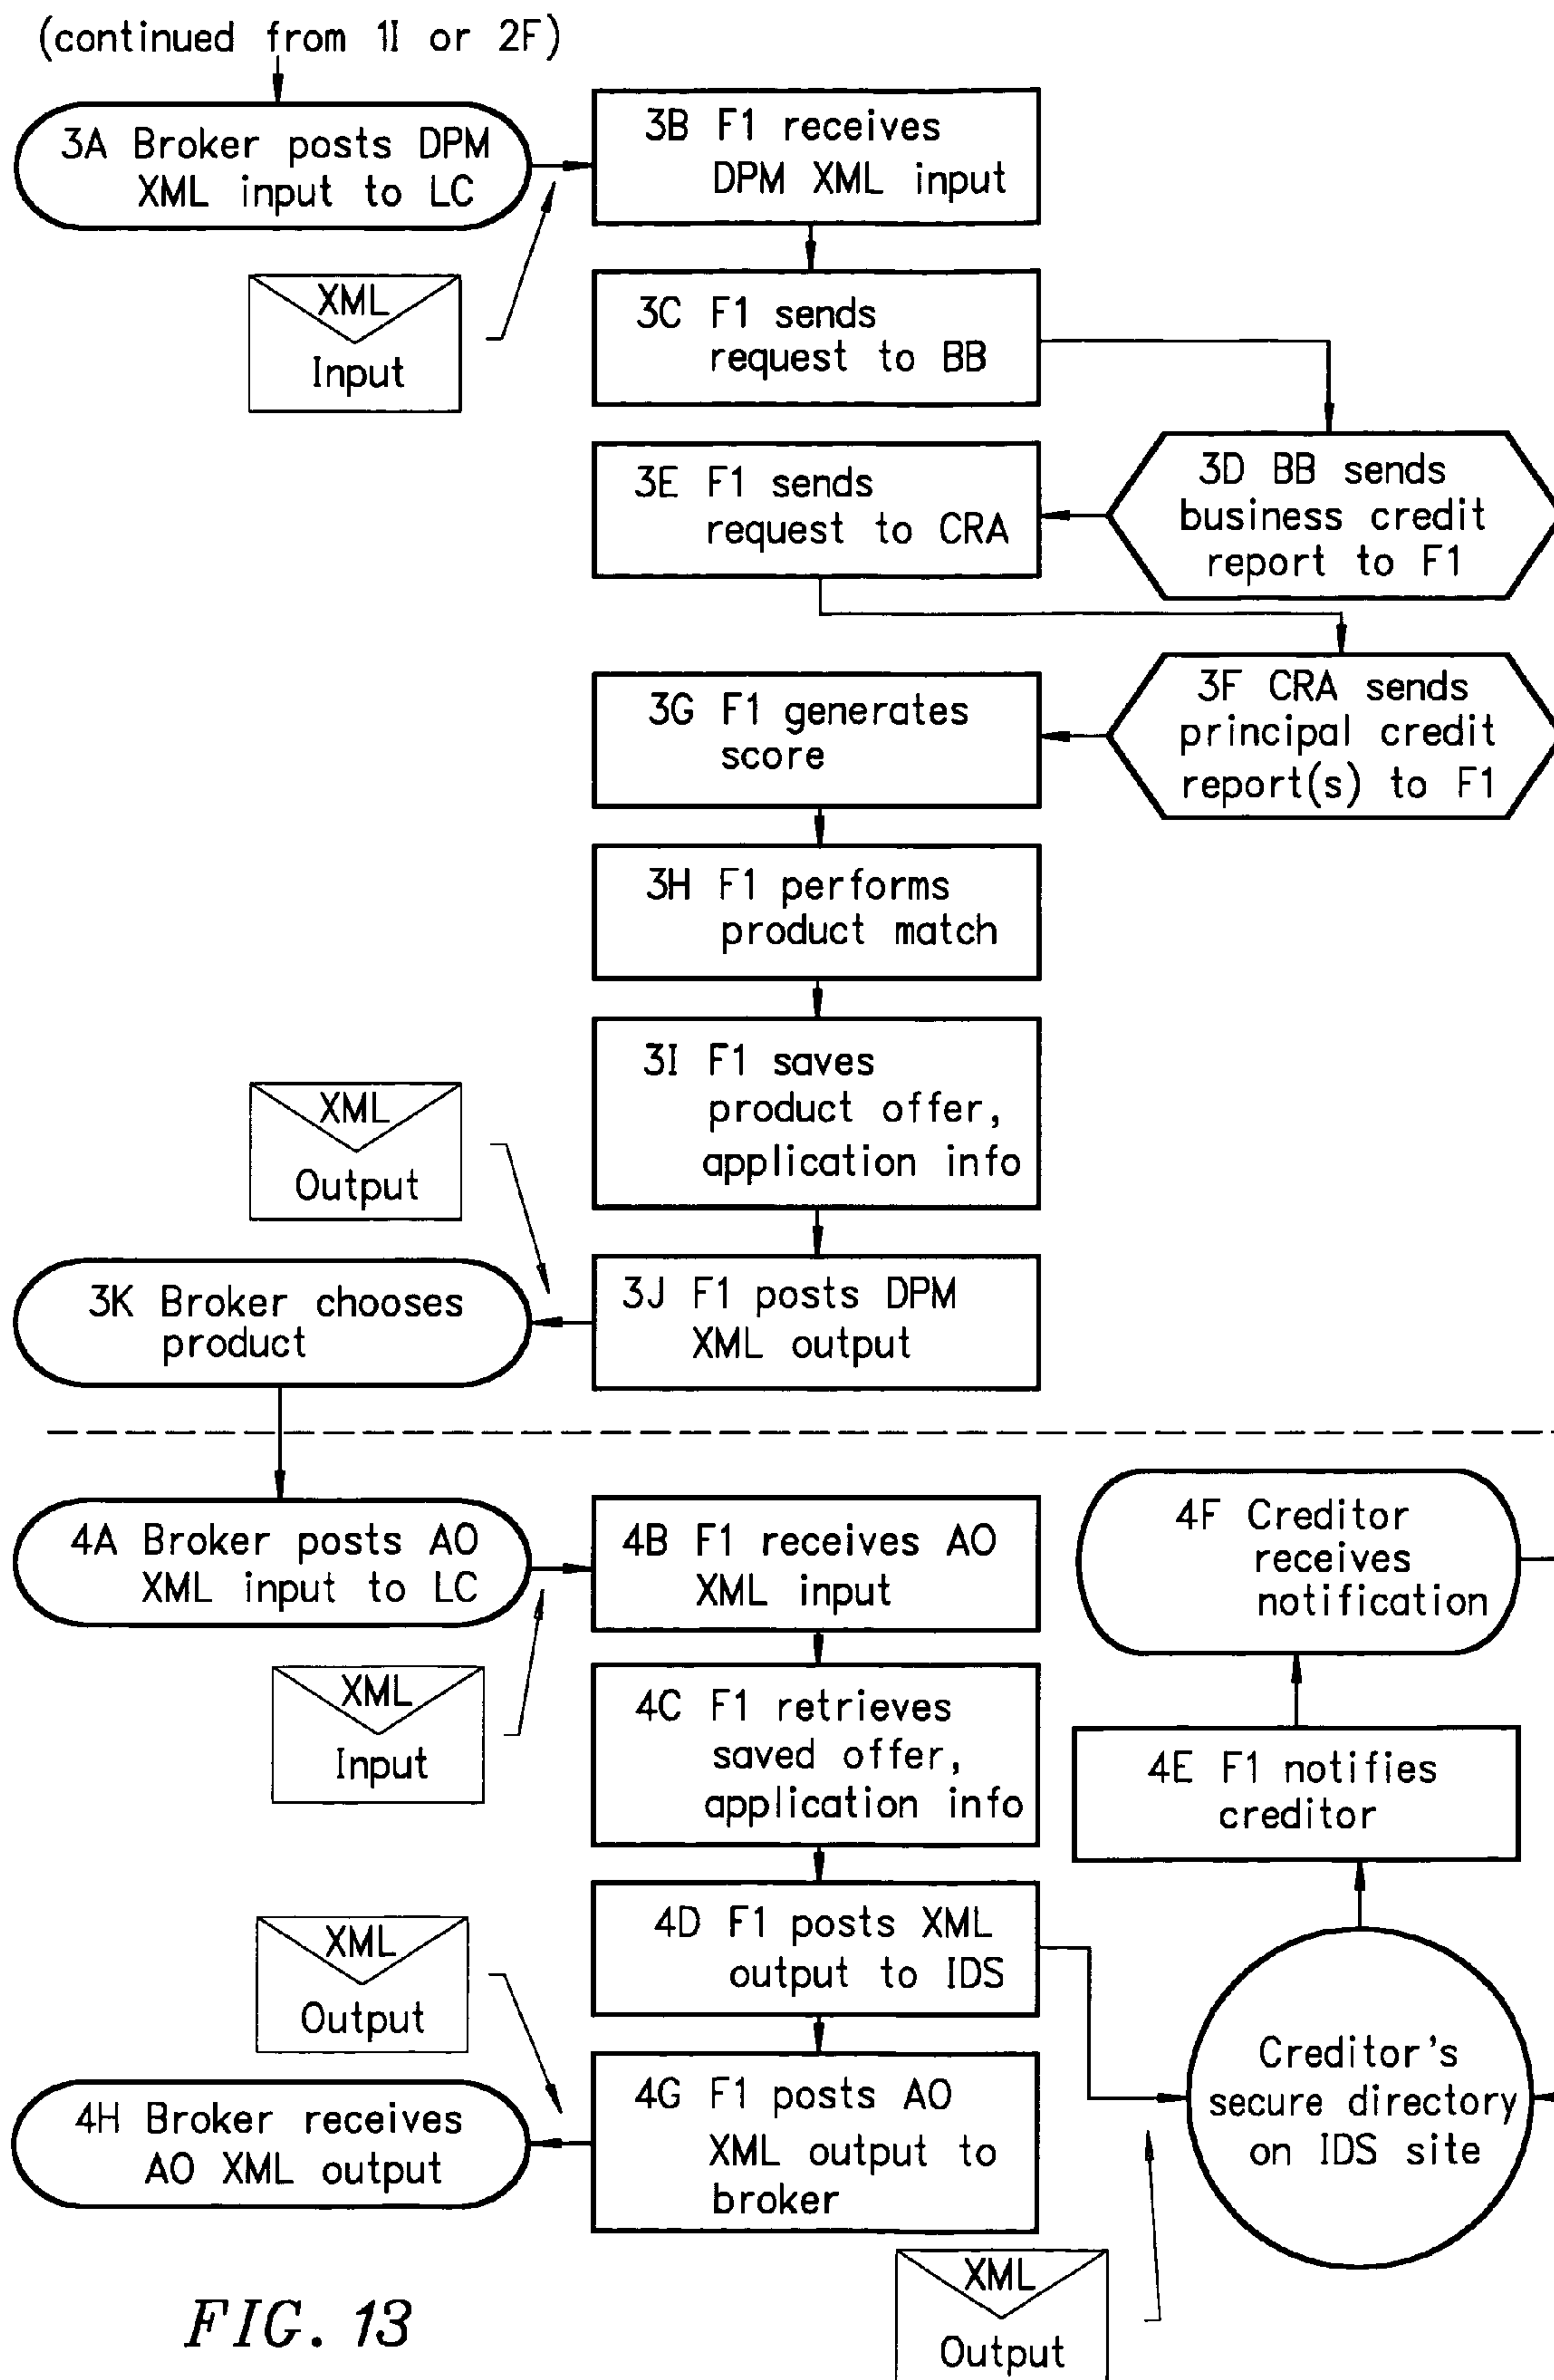 (continued from 1I or 2F)
3A Broker posts DPM
XML input to LC
3B F1 receives
DPM XML input
XML
Input
3C F1 sends
request to BB
3D BB sends
business credit
report to F1
3E F1 sends
request to CRA
3F CRA sends
principal credit
report(s) to F1
3G F1 generates
score
3H F1 performs
product match
3I F1 saves
product offer,
application info
XML
Output
3J F1 posts DPM
XML output
3K Broker chooses
product
4A Broker posts AO
XML input to LC
4B F1 receives AO
XML input
XML
Input
4C F1 retrieves
saved offer,
application info
4D F1 posts XML
output to IDS
4F Creditor
receives
notification
4E F1 notifies
creditor
Creditor's
secure directory
on IDS site
XML
Output
4G F1 posts AO
XML output to
broker
4H Broker receives
AO XML output
XML
Output
FIG. 13